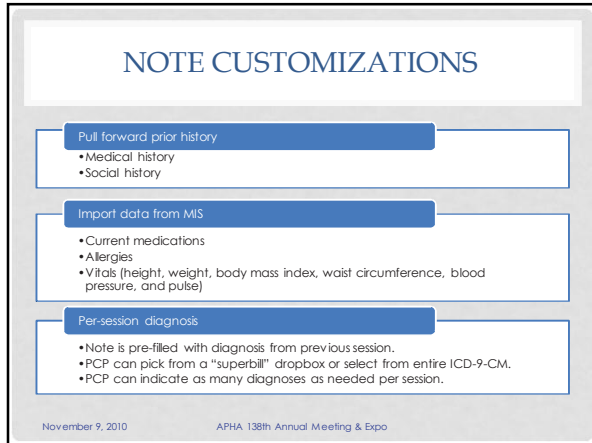 NOTE CUSTOMIZATIONS
Pull forward prior history
•Medical history
•Social history
Import data from MIS
•Current medications
•Allergies
•Vitals (height, weight, body mass index, waist circumference, blood
pressure, and pulse)
Per-session diagnosis
•Note is pre-filled with diagnosis from previous session.
•PCP can pick from a “superbill” dropbox or select from entire ICD-9-CM.
•PCP can indicate as many diagnoses as needed per session.
November 9, 2010 APHA 138th Annual Meeting & Expo